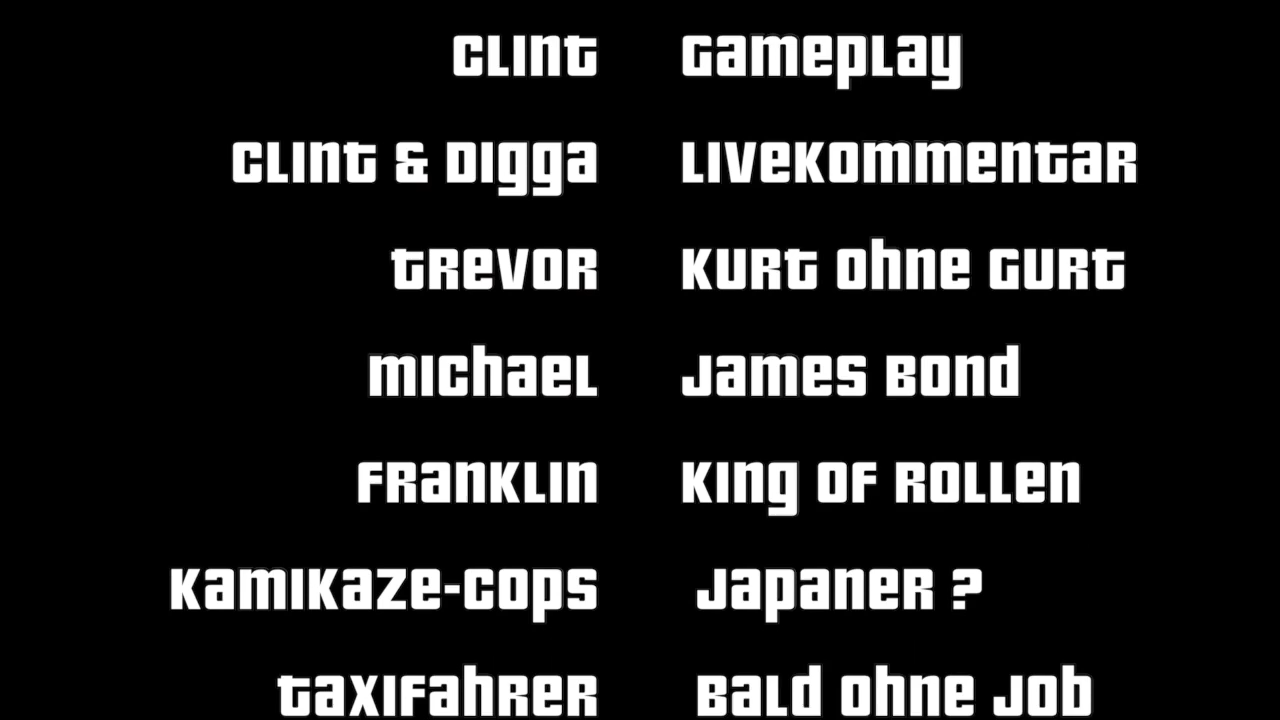 Clint Gameplay
Clint & Digga Livekommentar
Trevor Kurt ohne Gurt
Michael James Bond
Franklin King of Rollen
Kamikaze-Cops Japaner ?
Taxifahrer Bald ohne Job